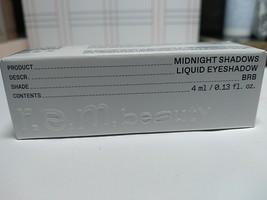 PRODUCT MIDNIGHT SHADOWS
DESCR. LIQUID EYESHADOW
SHADE BRB
CONTENTS 4 ml / 0.13 fl. oz.
r.e.m. beauty